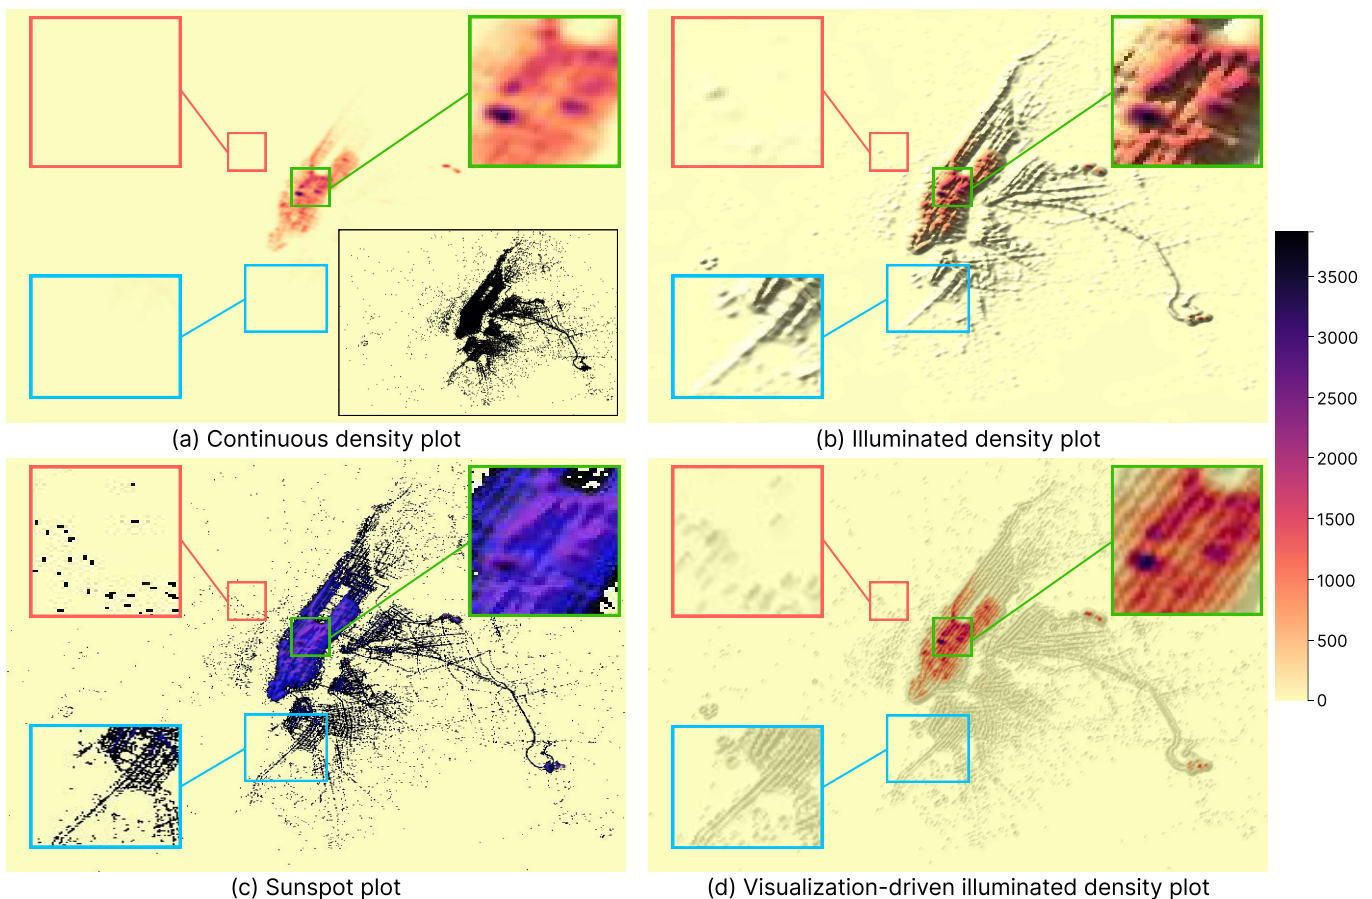 (a) Continuous density plot
(b) Illuminated density plot
3500
3000
2500
2000
1500
1000
500
0
(c) Sunspot plot
(d) Visualization-driven illuminated density plot